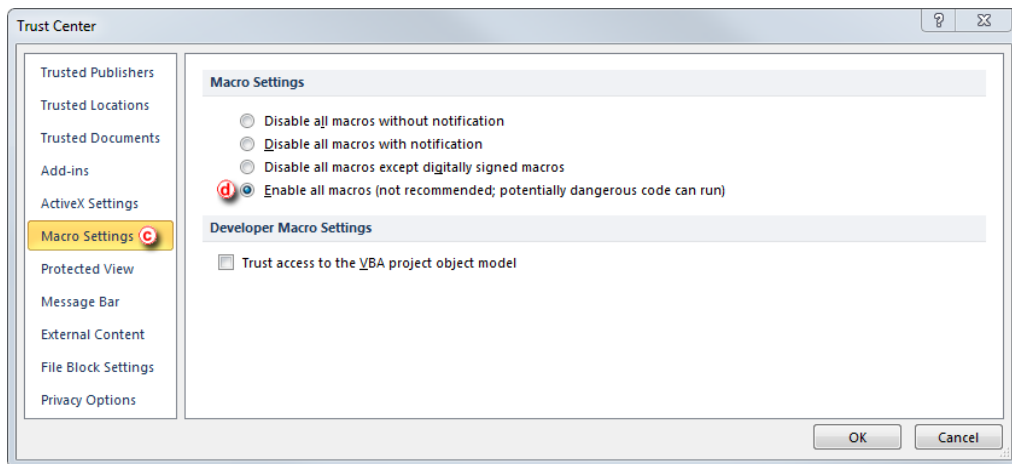 Trust Center
Trusted Publishers
Trusted Locations
Trusted Documents
Add-ins
ActiveX Settings
Macro Settings c
Protected View
Message Bar
External Content
File Block Settings
Privacy Options
Macro Settings
Disable all macros without notification
Disable all macros with notification
Disable all macros except digitally signed macros
d Enable all macros (not recommended; potentially dangerous code can run)
Developer Macro Settings
Trust access to the VBA project object model
OK Cancel